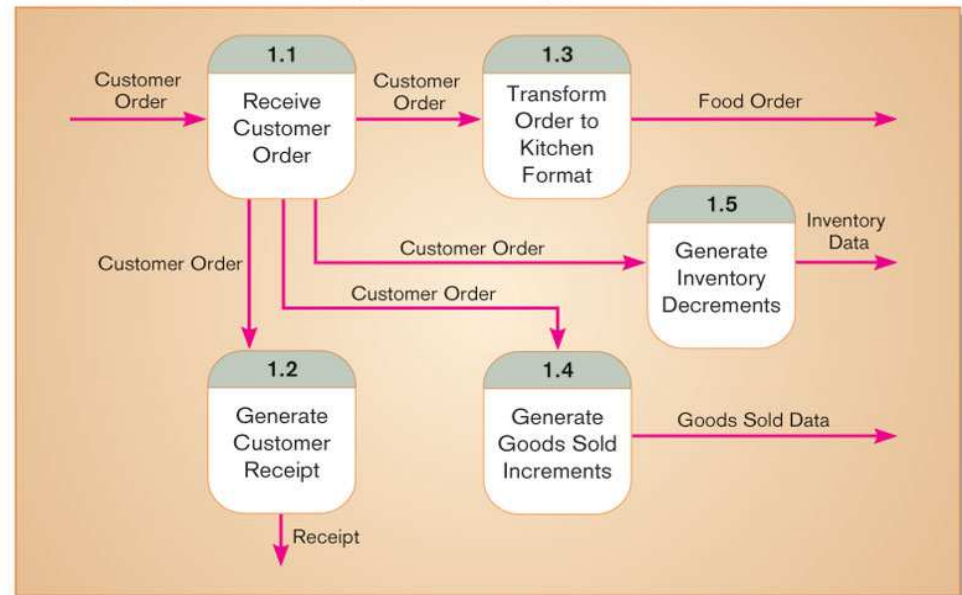 1.1
Receive
Customer
Order
Customer
Order
Customer
Order
1.3
Transform
Order to
Kitchen
Format
Food Order
1.5
Generate
Inventory
Decrements
Inventory
Data
Customer Order
Customer Order
Customer Order
1.2
Generate
Customer
Receipt
Receipt
1.4
Generate
Goods Sold
Increments
Goods Sold Data